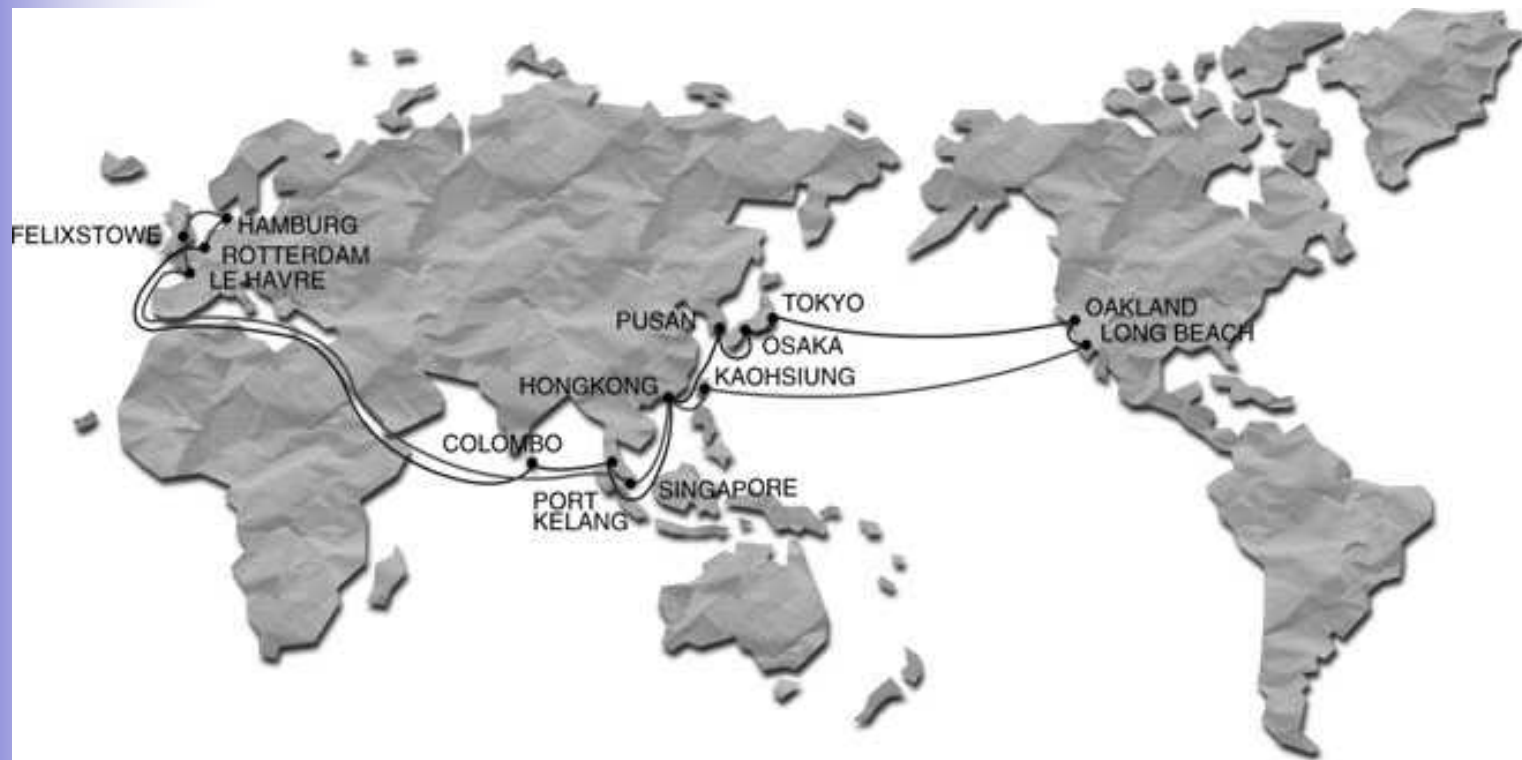 HAMBURG
FELIXSTOWE
ROTTERDAM
LE HAVRE
TOKYO
OAKLAND
PUSAN
LONG BEACH
OSAKA
KAOHSIUNG
HONGKONG
COLOMBO
SINGAPORE
PORT
KELANG